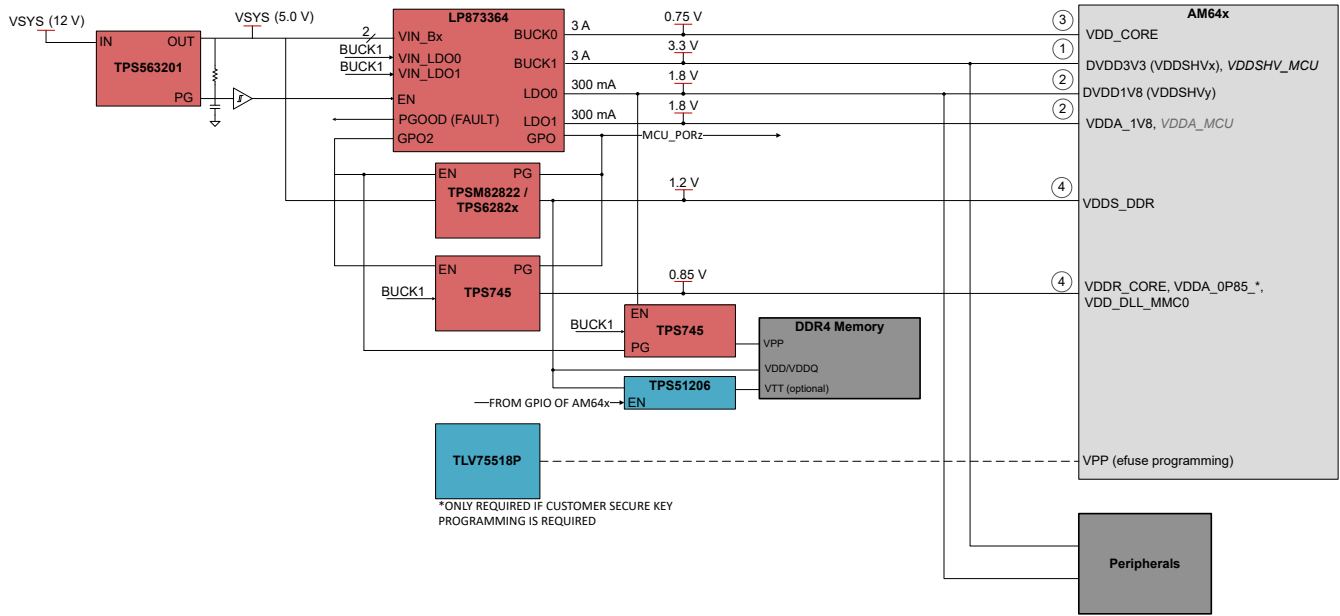 VSYS (12 V)
IN
OUT
TPS563201
PG
VSYS (5.0 V)
2
BUCK1
BUCK1
LP873364
VIN_Bx
VIN_LDO0
VIN_LDO1
EN
PGOOD (FAULT)
GPO2
BUCK0
BUCK1
LDO0
LDO1
GPO
3 A
3 A
300 mA
300 mA
0.75 V
3.3 V
1.8 V
1.8 V
MCU_PORz
EN
PG
TPSM82822 /
TPS6282x
1.2 V
EN
PG
TPS745
BUCK1
0.85 V
EN
BUCK1
TPS745
PG
DDR4 Memory
VPP
VDD/VDDQ
VTT (optional)
TPS51206
EN
FROM GPIO OF AM64x
TLV75518P
*ONLY REQUIRED IF CUSTOMER SECURE KEY
PROGRAMMING IS REQUIRED
3
1
2
2
4
4
AM64x
VDD_CORE
DVDD3V3 (VDDSHVx), VDDSHV_MCU
DVDD1V8 (VDDSHVy)
VDDA_1V8, VDDA_MCU
VDDS_DDR
VDDR_CORE, VDDA_0P85_*,
VDD_DLL_MMC0
VPP (efuse programming)
Peripherals